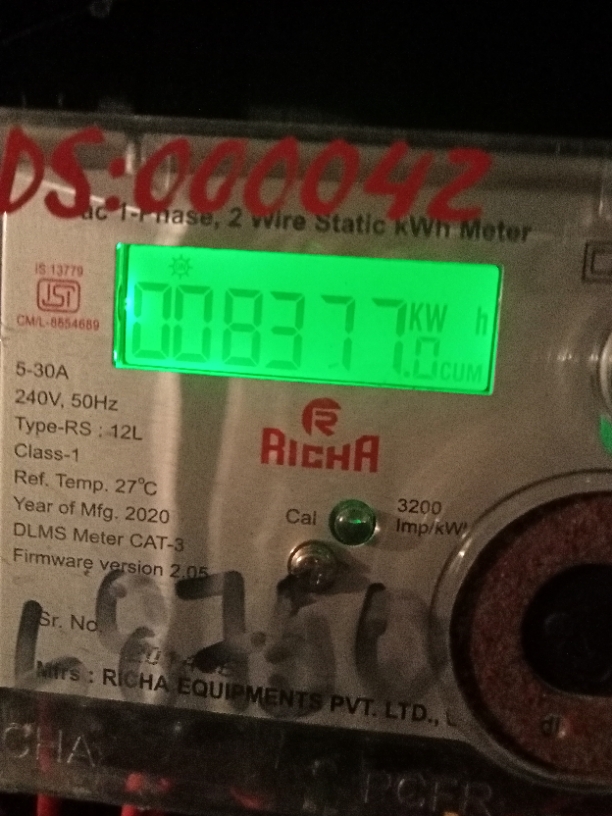 DS:000042
ac 1-Phase, 2 Wire Static kWh Meter
IS:13779
ISI
CM/L-8854689
008377.0 KW h
CUM
5-30A
240V, 50Hz
Type-RS : 12L
Class-1
Ref. Temp. 27°C
Year of Mfg. 2020
DLMS Meter CAT-3
Firmware version 2.05
R
RICHA
Cal
3200
Imp/kW
Sr. No
Mfrs : RICHA EQUIPMENTS PVT. LTD.,
CHA